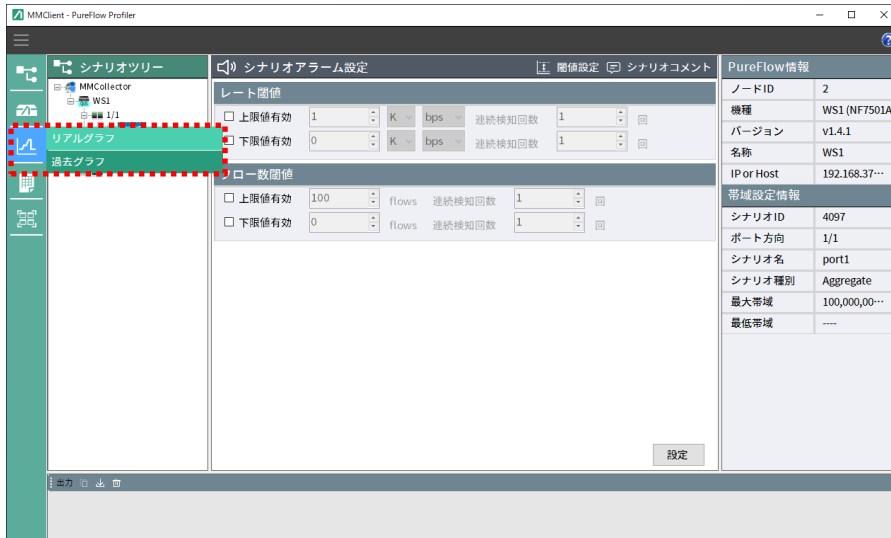 MMClient - PureFlow Profiler
シナリオツリー
MMCollector
WS1
1/1
リアルグラフ
過去グラフ
シナリオアラーム設定
閾値設定 シナリオコメント
レート閾値
上限値有効 1 K bps 連続検知回数 1 回
下限値有効 0 K bps 連続検知回数 1 回
フロー数閾値
上限値有効 100 flows 連続検知回数 1 回
下限値有効 0 flows 連続検知回数 1 回
設定
PureFlow情報
ノードID 2
機種 WS1 (NF7501A
バージョン v1.4.1
名称 WS1
IP or Host 192.168.37…
帯域設定情報
シナリオID 4097
ポート方向 1/1
シナリオ名 port1
シナリオ種別 Aggregate
最大帯域 100,000,00…
最低帯域 ----
出力